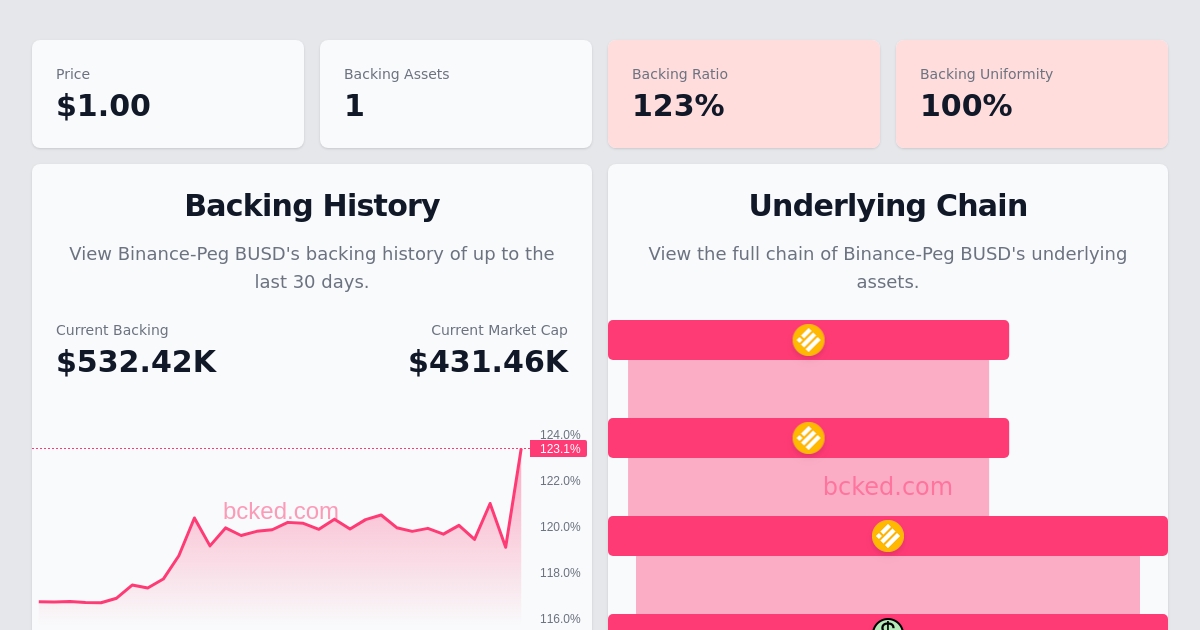 Price
$1.00
Backing Assets
1
Backing Ratio
123%
Backing Uniformity
100%
Backing History
View Binance-Peg BUSD's backing history of up to the
last 30 days.
Current Backing
$532.42K
Current Market Cap
$431.46K
124.0%
123.1%
122.0%
120.0%
118.0%
116.0%
bcked.com
Underlying Chain
View the full chain of Binance-Peg BUSD's underlying
assets.
bcked.com
$